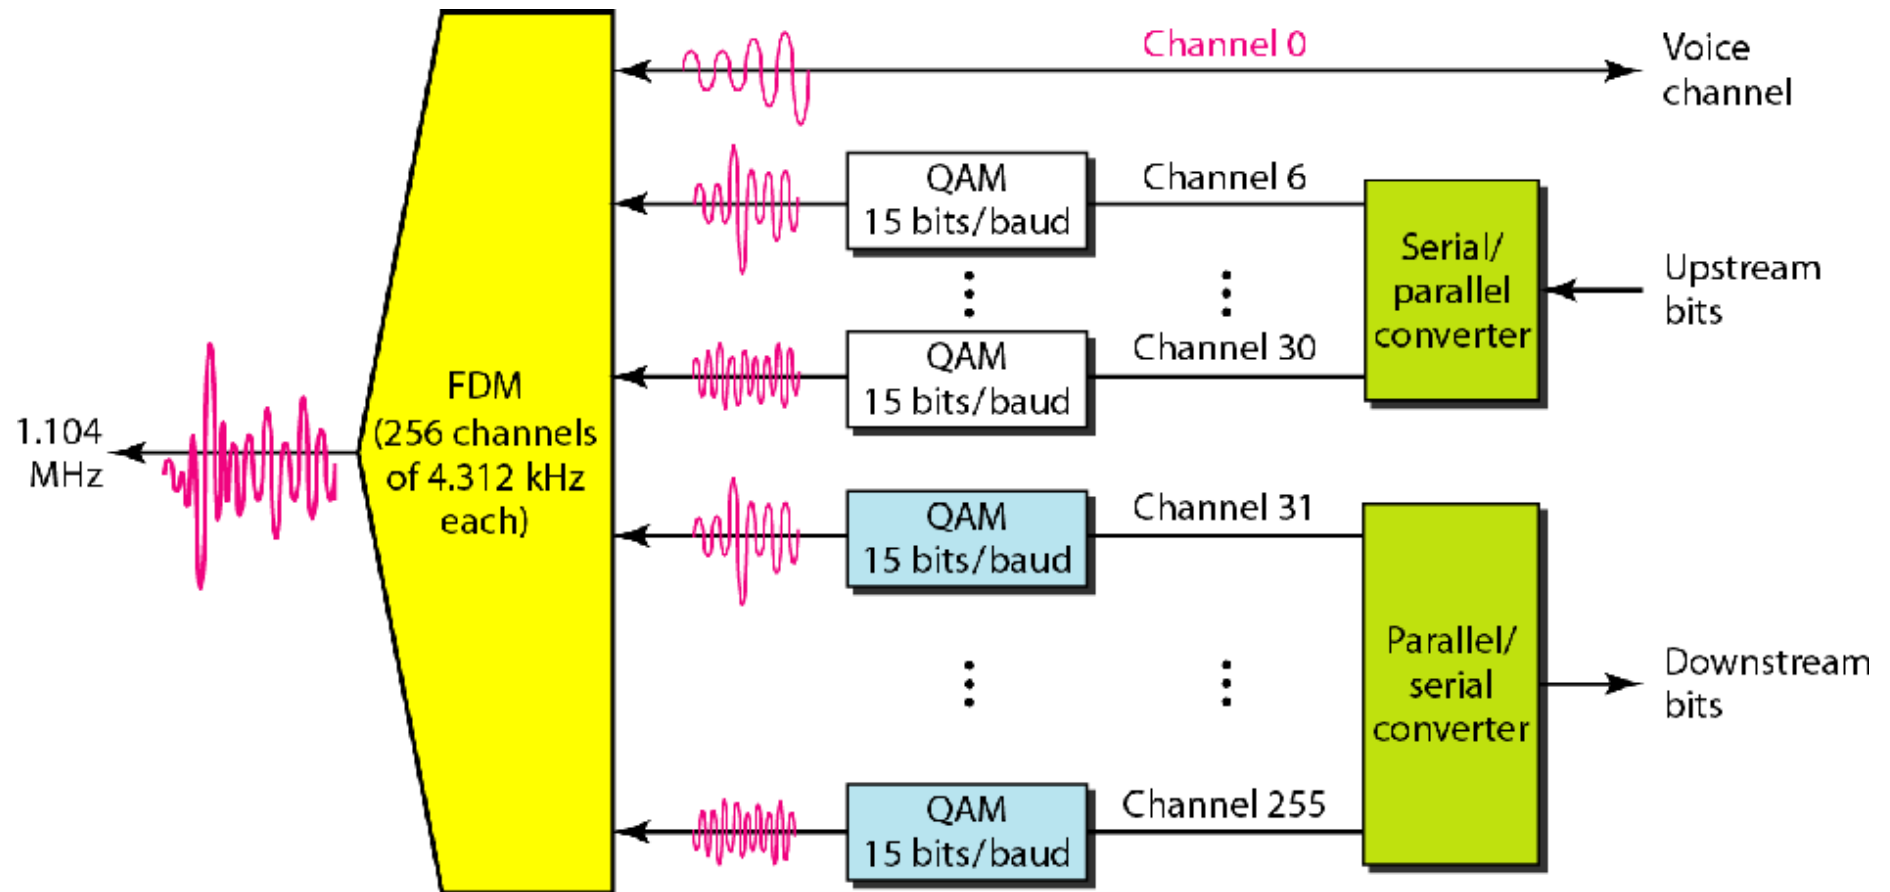 Channel 0
Voice
channel
QAM
15 bits/baud
Channel 6
Serial/
parallel
converter
Upstream
bits
QAM
15 bits/baud
Channel 30
1.104
MHz
FDM
(256 channels
of 4.312 kHz
each)
QAM
15 bits/baud
Channel 31
Parallel/
serial
converter
Downstream
bits
QAM
15 bits/baud
Channel 255